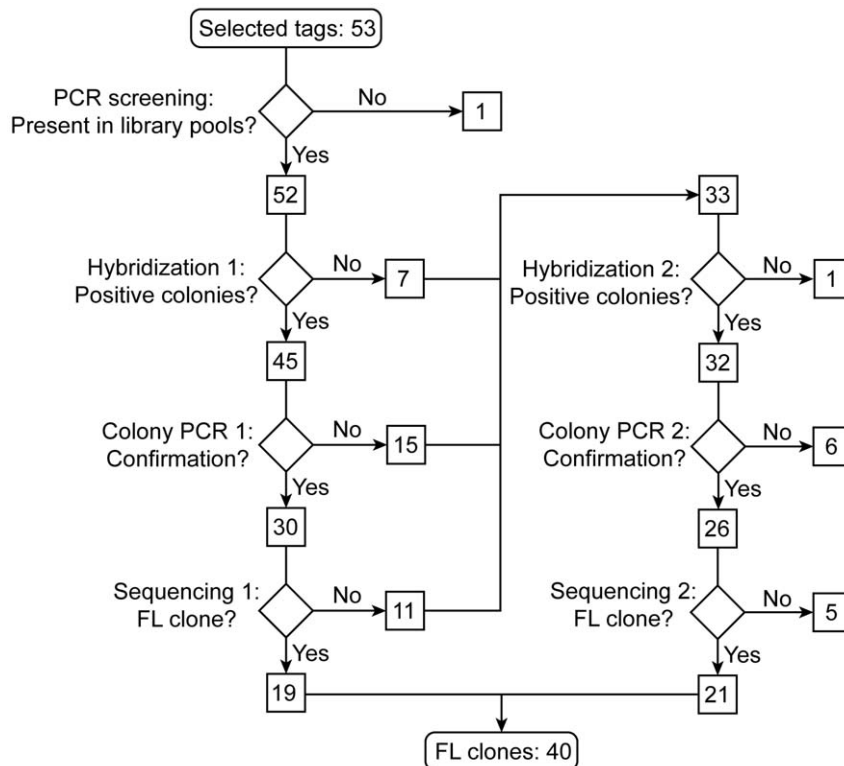 Selected tags: 53
PCR screening:
Present in library pools?
No
1
Yes
52
Hybridization 1:
Positive colonies?
No
7
Yes
45
Colony PCR 1:
Confirmation?
No
15
Yes
30
Sequencing 1:
FL clone?
No
11
Yes
19
33
Hybridization 2:
Positive colonies?
No
1
Yes
32
Colony PCR 2:
Confirmation?
No
6
Yes
26
Sequencing 2:
FL clone?
No
5
Yes
21
FL clones: 40